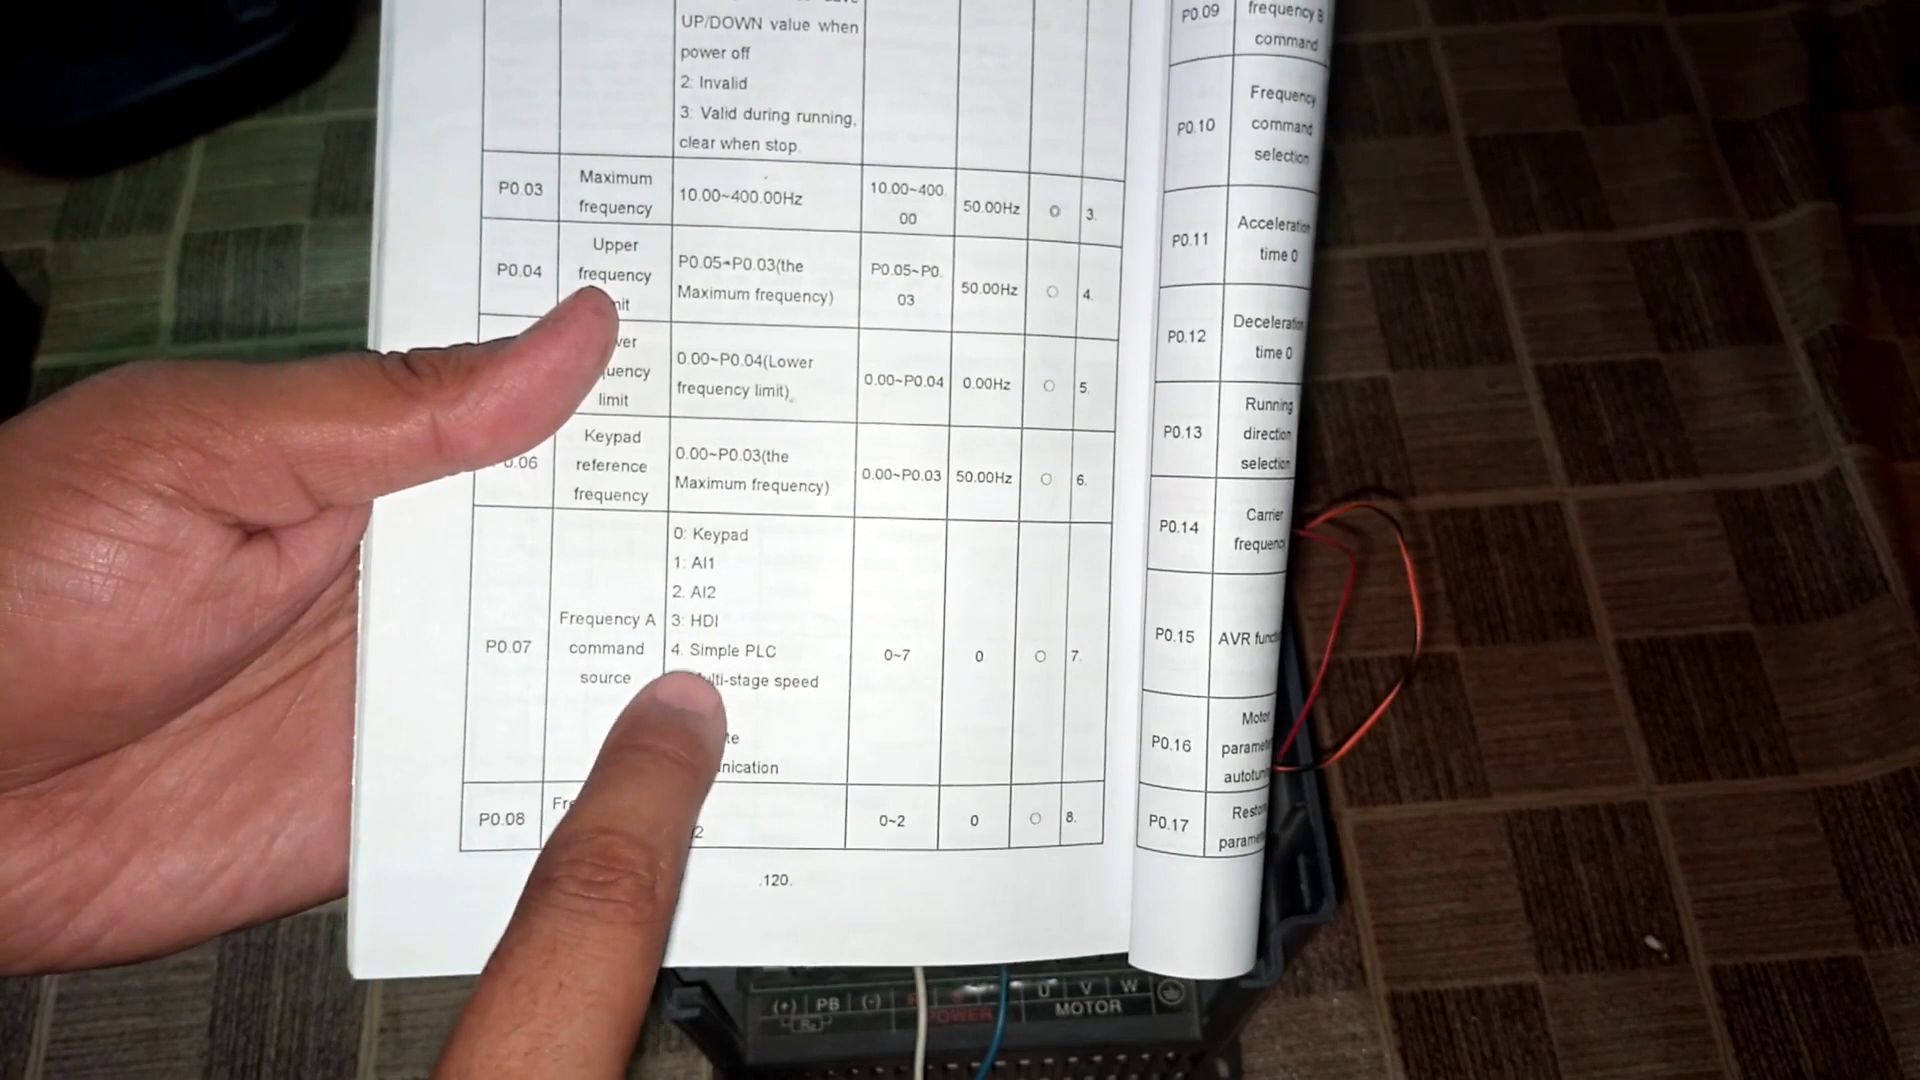 UP/DOWN value when
power off
2: Invalid
3: Valid during running,
clear when stop.
P0.03
Maximum
frequency
10.00~400.00Hz
10.00~400.
00
50.00Hz
3.
P0.04
Upper
frequency
P0.05~P0.03(the
Maximum frequency)
P0.05~P0.
03
50.00Hz
4.
limit
0.00~P0.04(Lower
frequency limit)
0.00~P0.04
0.00Hz
5.
Keypad
reference
frequency
0.00~P0.03(the
Maximum frequency)
0.00~P0.03
50.00Hz
6.
P0.07
Frequency A
command
source
0: Keypad
1: AI1
2. AI2
3: HDI
4. Simple PLC
Multi-stage speed
0~7
0
7.
P0.08
0~2
0
8.
.120.
P0.09
frequency B
command
P0.10
Frequency
command
selection
P0.11
Acceleration
time 0
P0.12
Deceleration
time 0
P0.13
Running
direction
selection
P0.14
Carrier
frequency
P0.15
AVR
P0.16
Motor
P0.17
(+) PB (-)
POWER
U V W
MOTOR